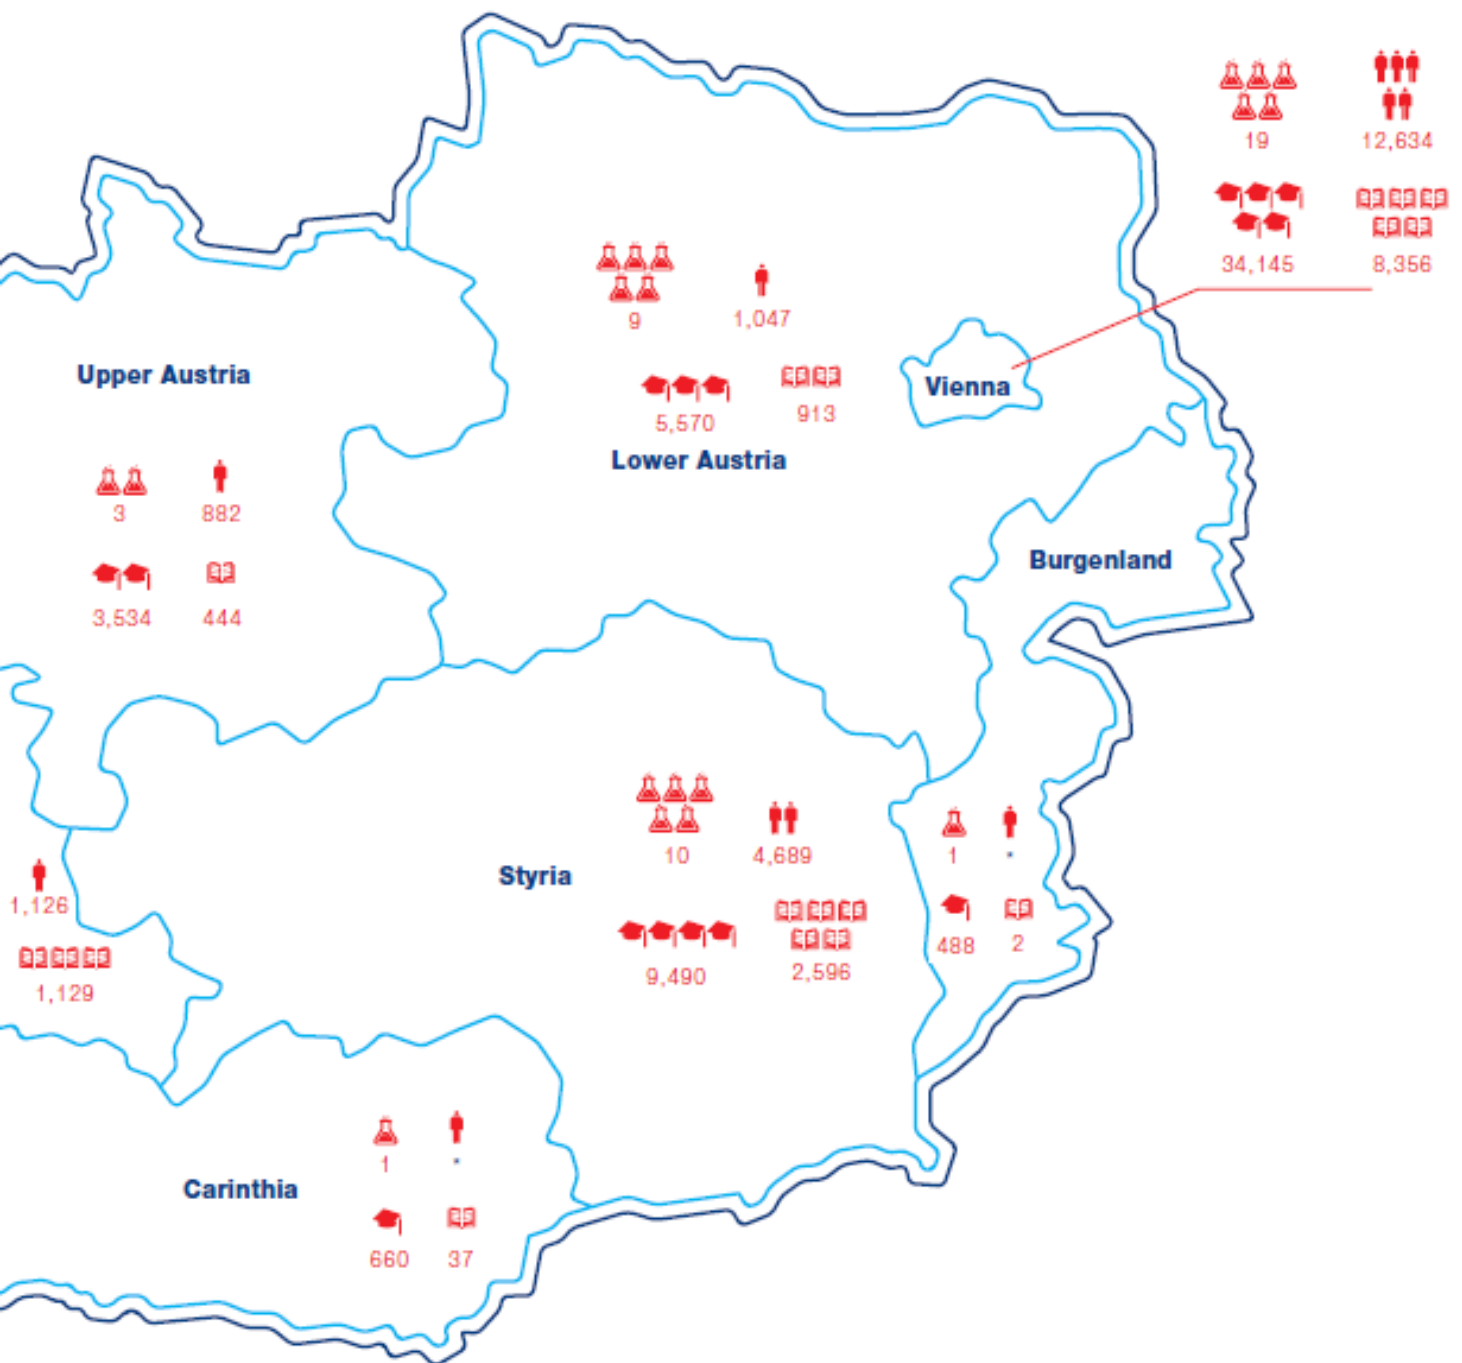 19 12,634
34,145 8,356
9 1,047
Upper Austria
Vienna
5,570 913
Lower Austria
3 882
Burgenland
3,534 444
10 4,689
1 *
Styria
1,126
488 2
9,490 2,596
1,129
1 *
Carinthia
660 37